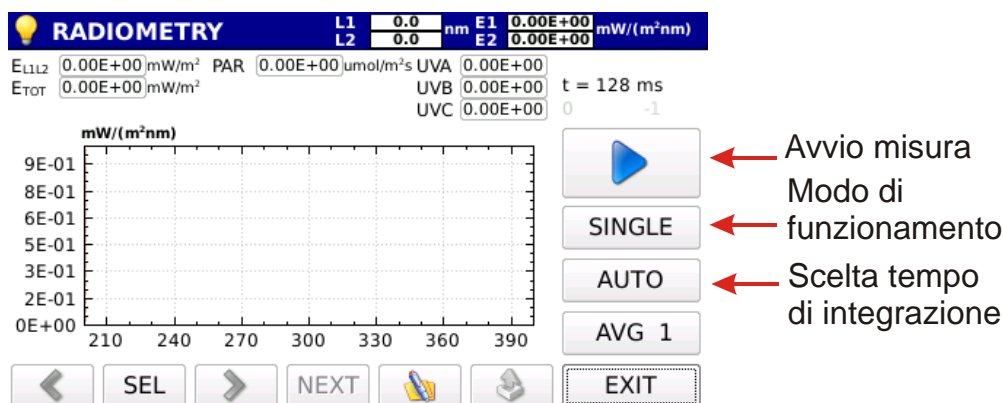 RADIOMETRY
L1 0.0 nm E1 0.00E+00 mW/(m²nm)
L2 0.0 E2 0.00E+00
EL1L2 0.00E+00 mW/m² PAR 0.00E+00 umol/m²s UVA 0.00E+00
ETOT 0.00E+00 mW/m² UVB 0.00E+00 t = 128 ms
UVC 0.00E+00 0 -1
mW/(m²nm)
9E-01
8E-01
6E-01
5E-01
3E-01
2E-01
0E+00
210 240 270 300 330 360 390
Avvio misura
SINGLE
Modo di
funzionamento
AUTO
Scelta tempo
di integrazione
AVG 1
SEL NEXT EXIT